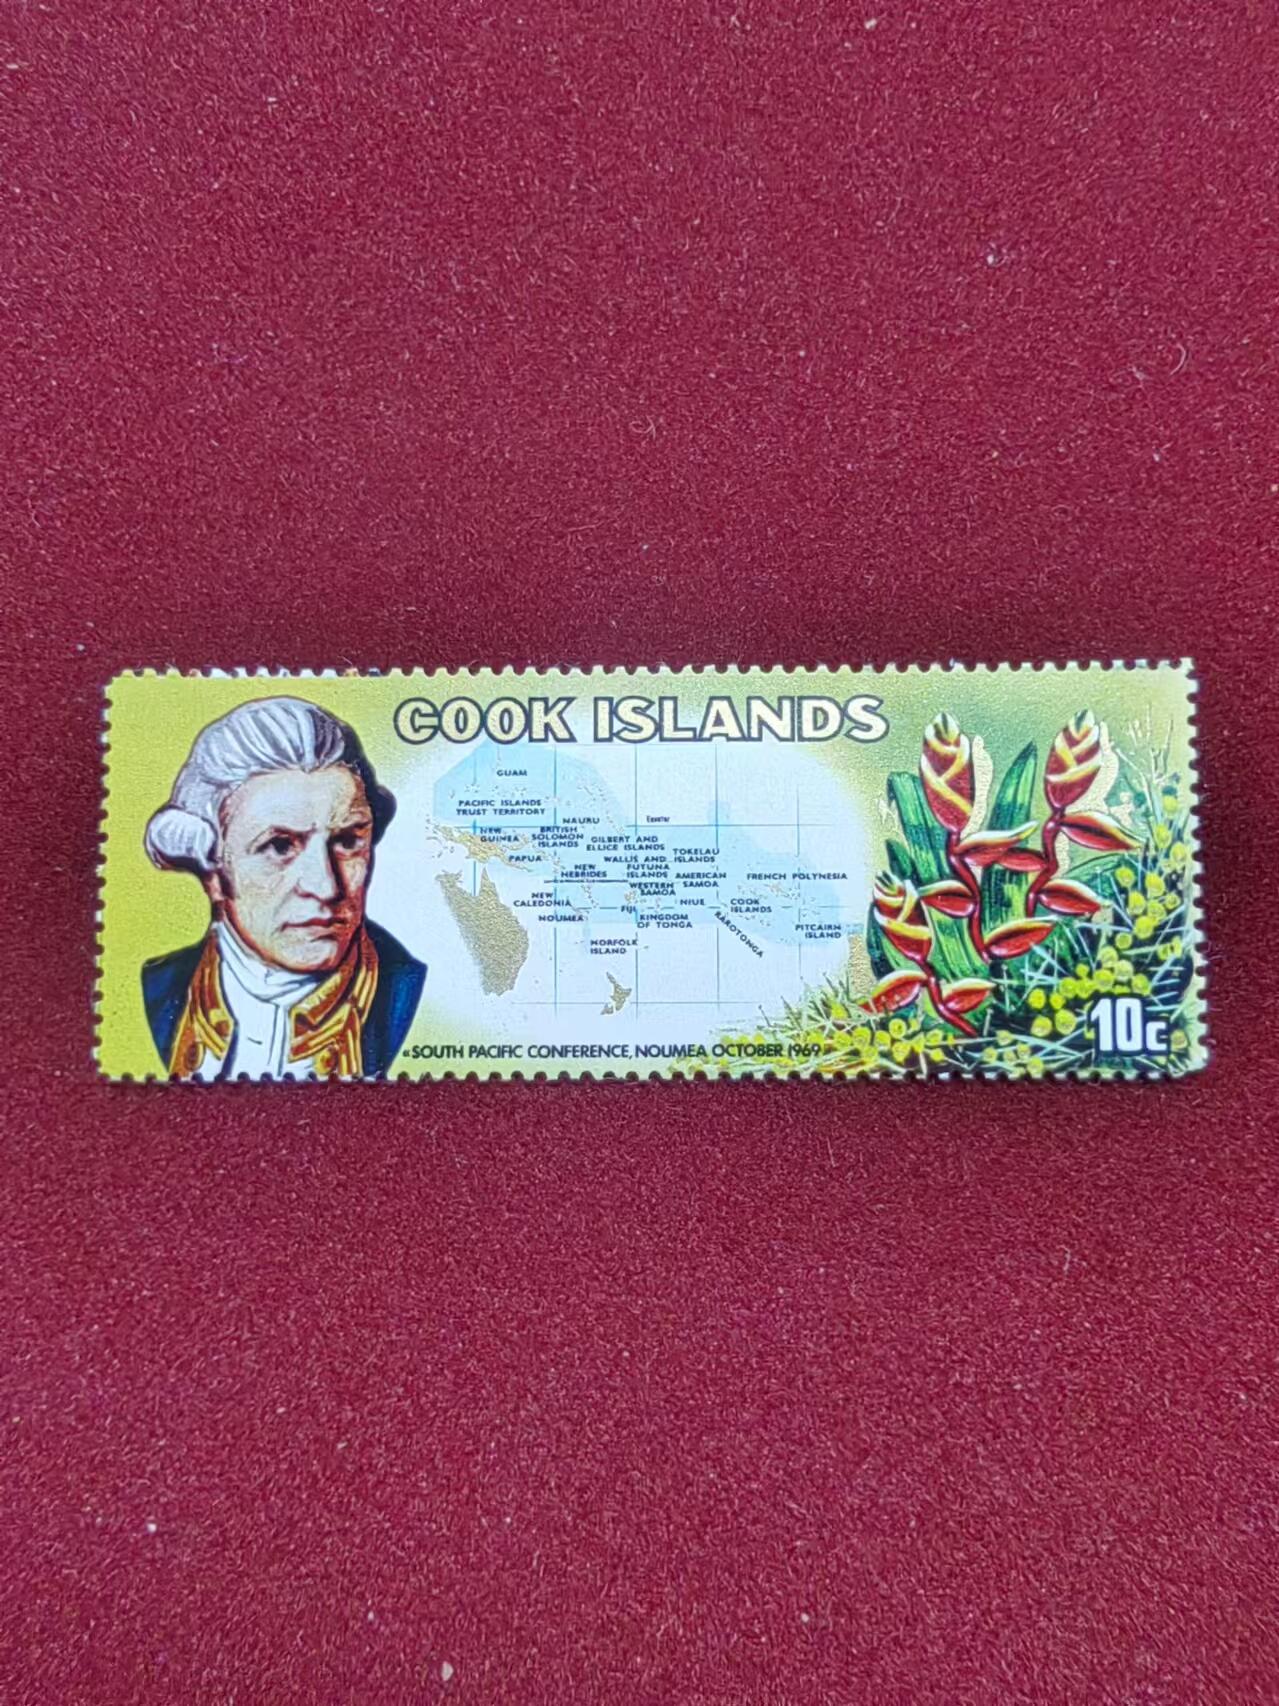 COOK ISLANDS
GUAM
PACIFIC ISLANDS
TRUST TERRITORY
NAURU
Equator
NEW
GUINEA
BRITISH
SOLOMON
ISLANDS
GILBERT AND
ELLICE ISLANDS
PAPUA
WALLIS AND
FUTUNA
ISLANDS
TOKELAU
ISLANDS
NEW
HEBRIDES
AMERICAN
SAMOA
FRENCH POLYNESIA
WESTERN
SAMOA
NEW
CALEDONIA
NOUMEA
FIJI
NIUE
COOK
ISLANDS
KINGDOM
OF TONGA
RAROTONGA
PITCAIRN
ISLAND
NORFOLK
ISLAND
«SOUTH PACIFIC CONFERENCE, NOUMEA OCTOBER 1969»
10c